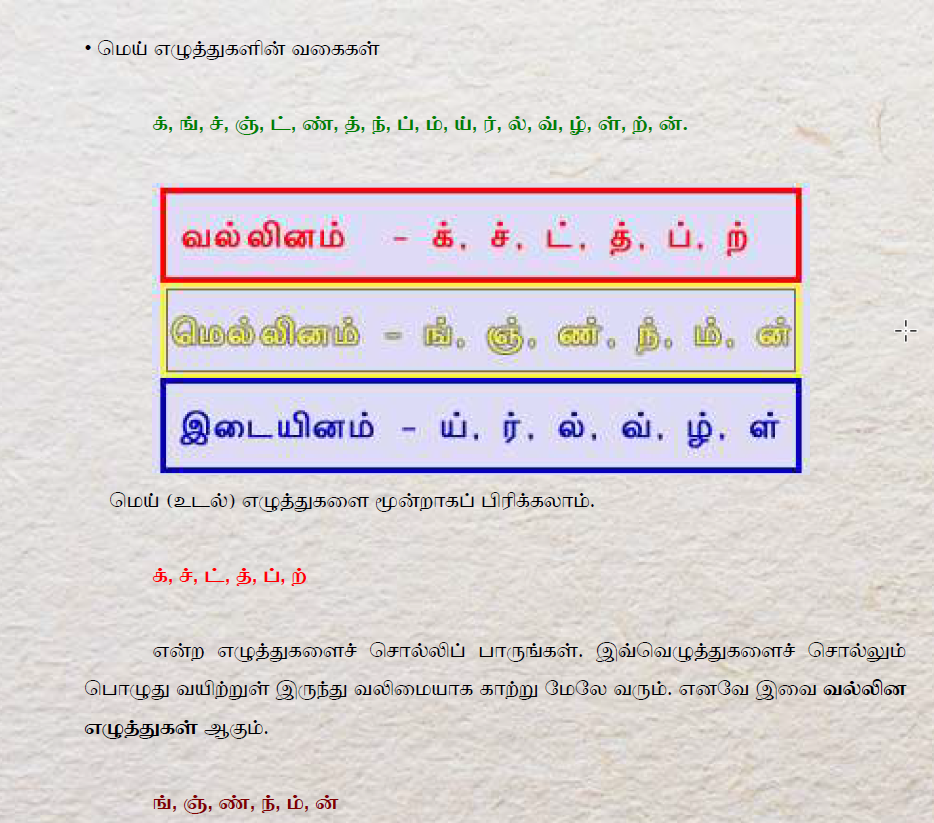 • மெய் எழுத்துகளின் வகைகள்
க், ங், ச், ஞ், ட், ண், த், ந், ப், ம், ய், ர், ல், வ், ழ், ள், ற், ன்.
வல்லினம் – க், ச், ட், த், ப், ற்
மெல்லினம் – ங், ஞ், ண், ந், ம், ன்
இடையினம் – ய், ர், ல், வ், ழ், ள்
மெய் (உடல்) எழுத்துகளை மூன்றாகப் பிரிக்கலாம்.
க், ச், ட், த், ப், ற்
என்ற எழுத்துகளைச் சொல்லிப் பாருங்கள். இவ்வெழுத்துகளைச் சொல்லும்
பொழுது வயிற்றுள் இருந்து வலிமையாக காற்று மேலே வரும். எனவே இவை வல்லின
எழுத்துகள் ஆகும்.
ங், ஞ், ண், ந், ம், ன்